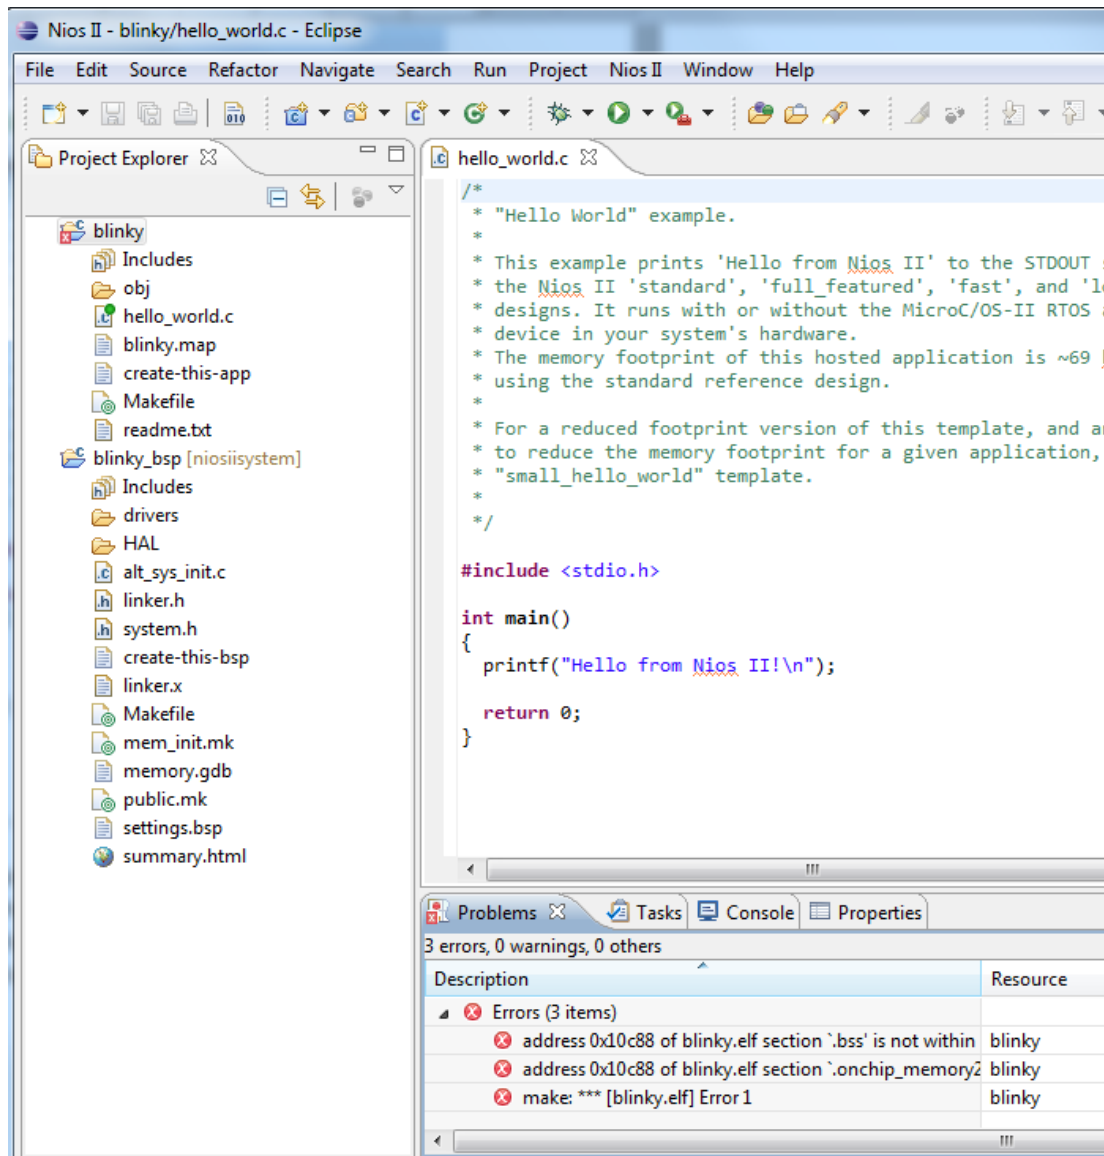 Nios II - blinky/hello_world.c - Eclipse
File Edit Source Refactor Navigate Search Run Project Nios II Window Help
Project Explorer
blinky
Includes
obj
hello_world.c
blinky.map
create-this-app
Makefile
readme.txt
blinky_bsp [niosiisystem]
Includes
drivers
HAL
alt_sys_init.c
linker.h
system.h
create-this-bsp
linker.x
Makefile
mem_init.mk
memory.gdb
public.mk
settings.bsp
summary.html
hello_world.c
/*
* "Hello World" example.
*
* This example prints 'Hello from Nios II' to the STDOUT
* the Nios II 'standard', 'full_featured', 'fast', and
* designs. It runs with or without the MicroC/OS-II RTOS
* device in your system's hardware.
* The memory footprint of this hosted application is ~69
* using the standard reference design.
*
* For a reduced footprint version of this template, and
* to reduce the memory footprint for a given application,
* "small_hello_world" template.
*
*/
#include <stdio.h>
int main()
{
printf("Hello from Nios II!\n");
return 0;
}
Problems Tasks Console Properties
3 errors, 0 warnings, 0 others
Description Resource
Errors (3 items)
address 0x10c88 of blinky.elf section `.bss' is not within blinky
address 0x10c88 of blinky.elf section `.onchip_memory2 blinky
make: *** [blinky.elf] Error 1 blinky